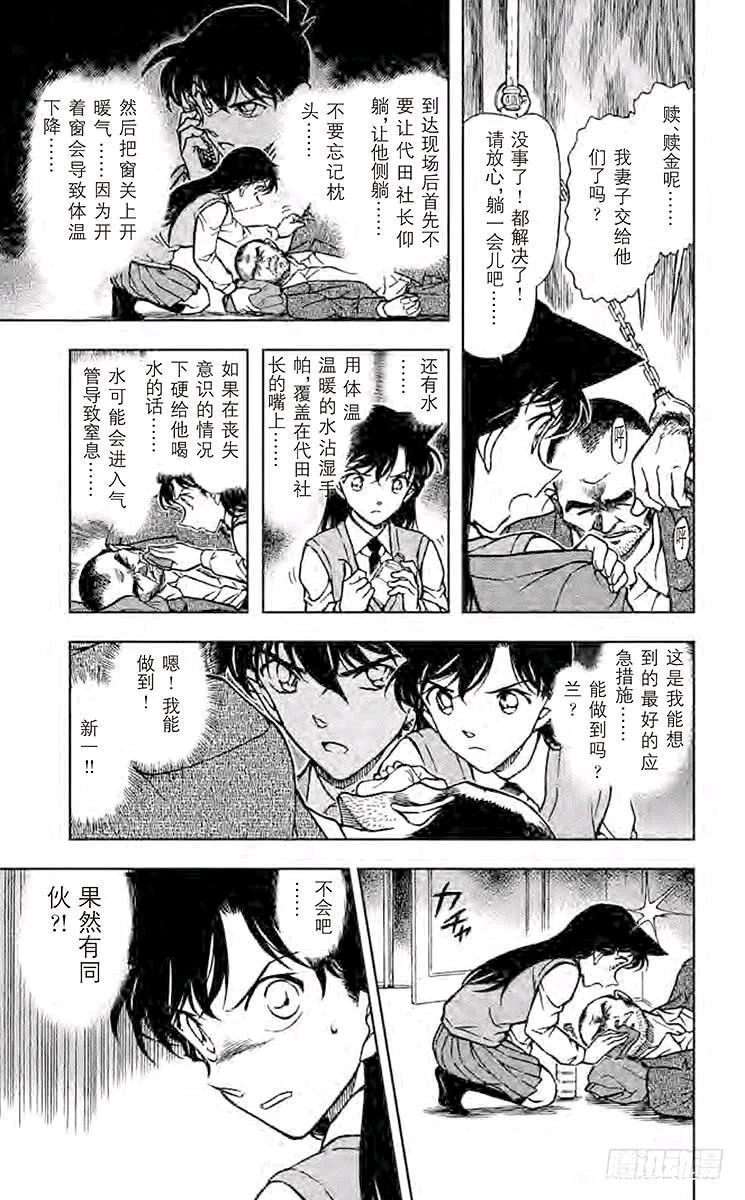 赎、赎金呢……
我妻子交给他
们了吗？
没事了！都解决了！
请放心，躺一会儿吧……
到达现场后首先不
要让代田社长仰
躺，让他侧躺……
不要忘记枕
头……
然后把窗关上开
暖气……因为开
着窗会导致体温
下降……
呼
呼
还有水
……
用体温
温暖的水沾湿手
帕，覆盖在代田社
长的嘴上……
如果在丧失
意识的情况
下硬给他喝
水的话……
水可能会进入气
管导致窒息……
这是我能想
到的最好的应
急措施……
能做到吗？
兰？
嗯！我能
做到！
新一!!
カチャ
不会吧
……
果然有同
伙?!
腾讯动漫